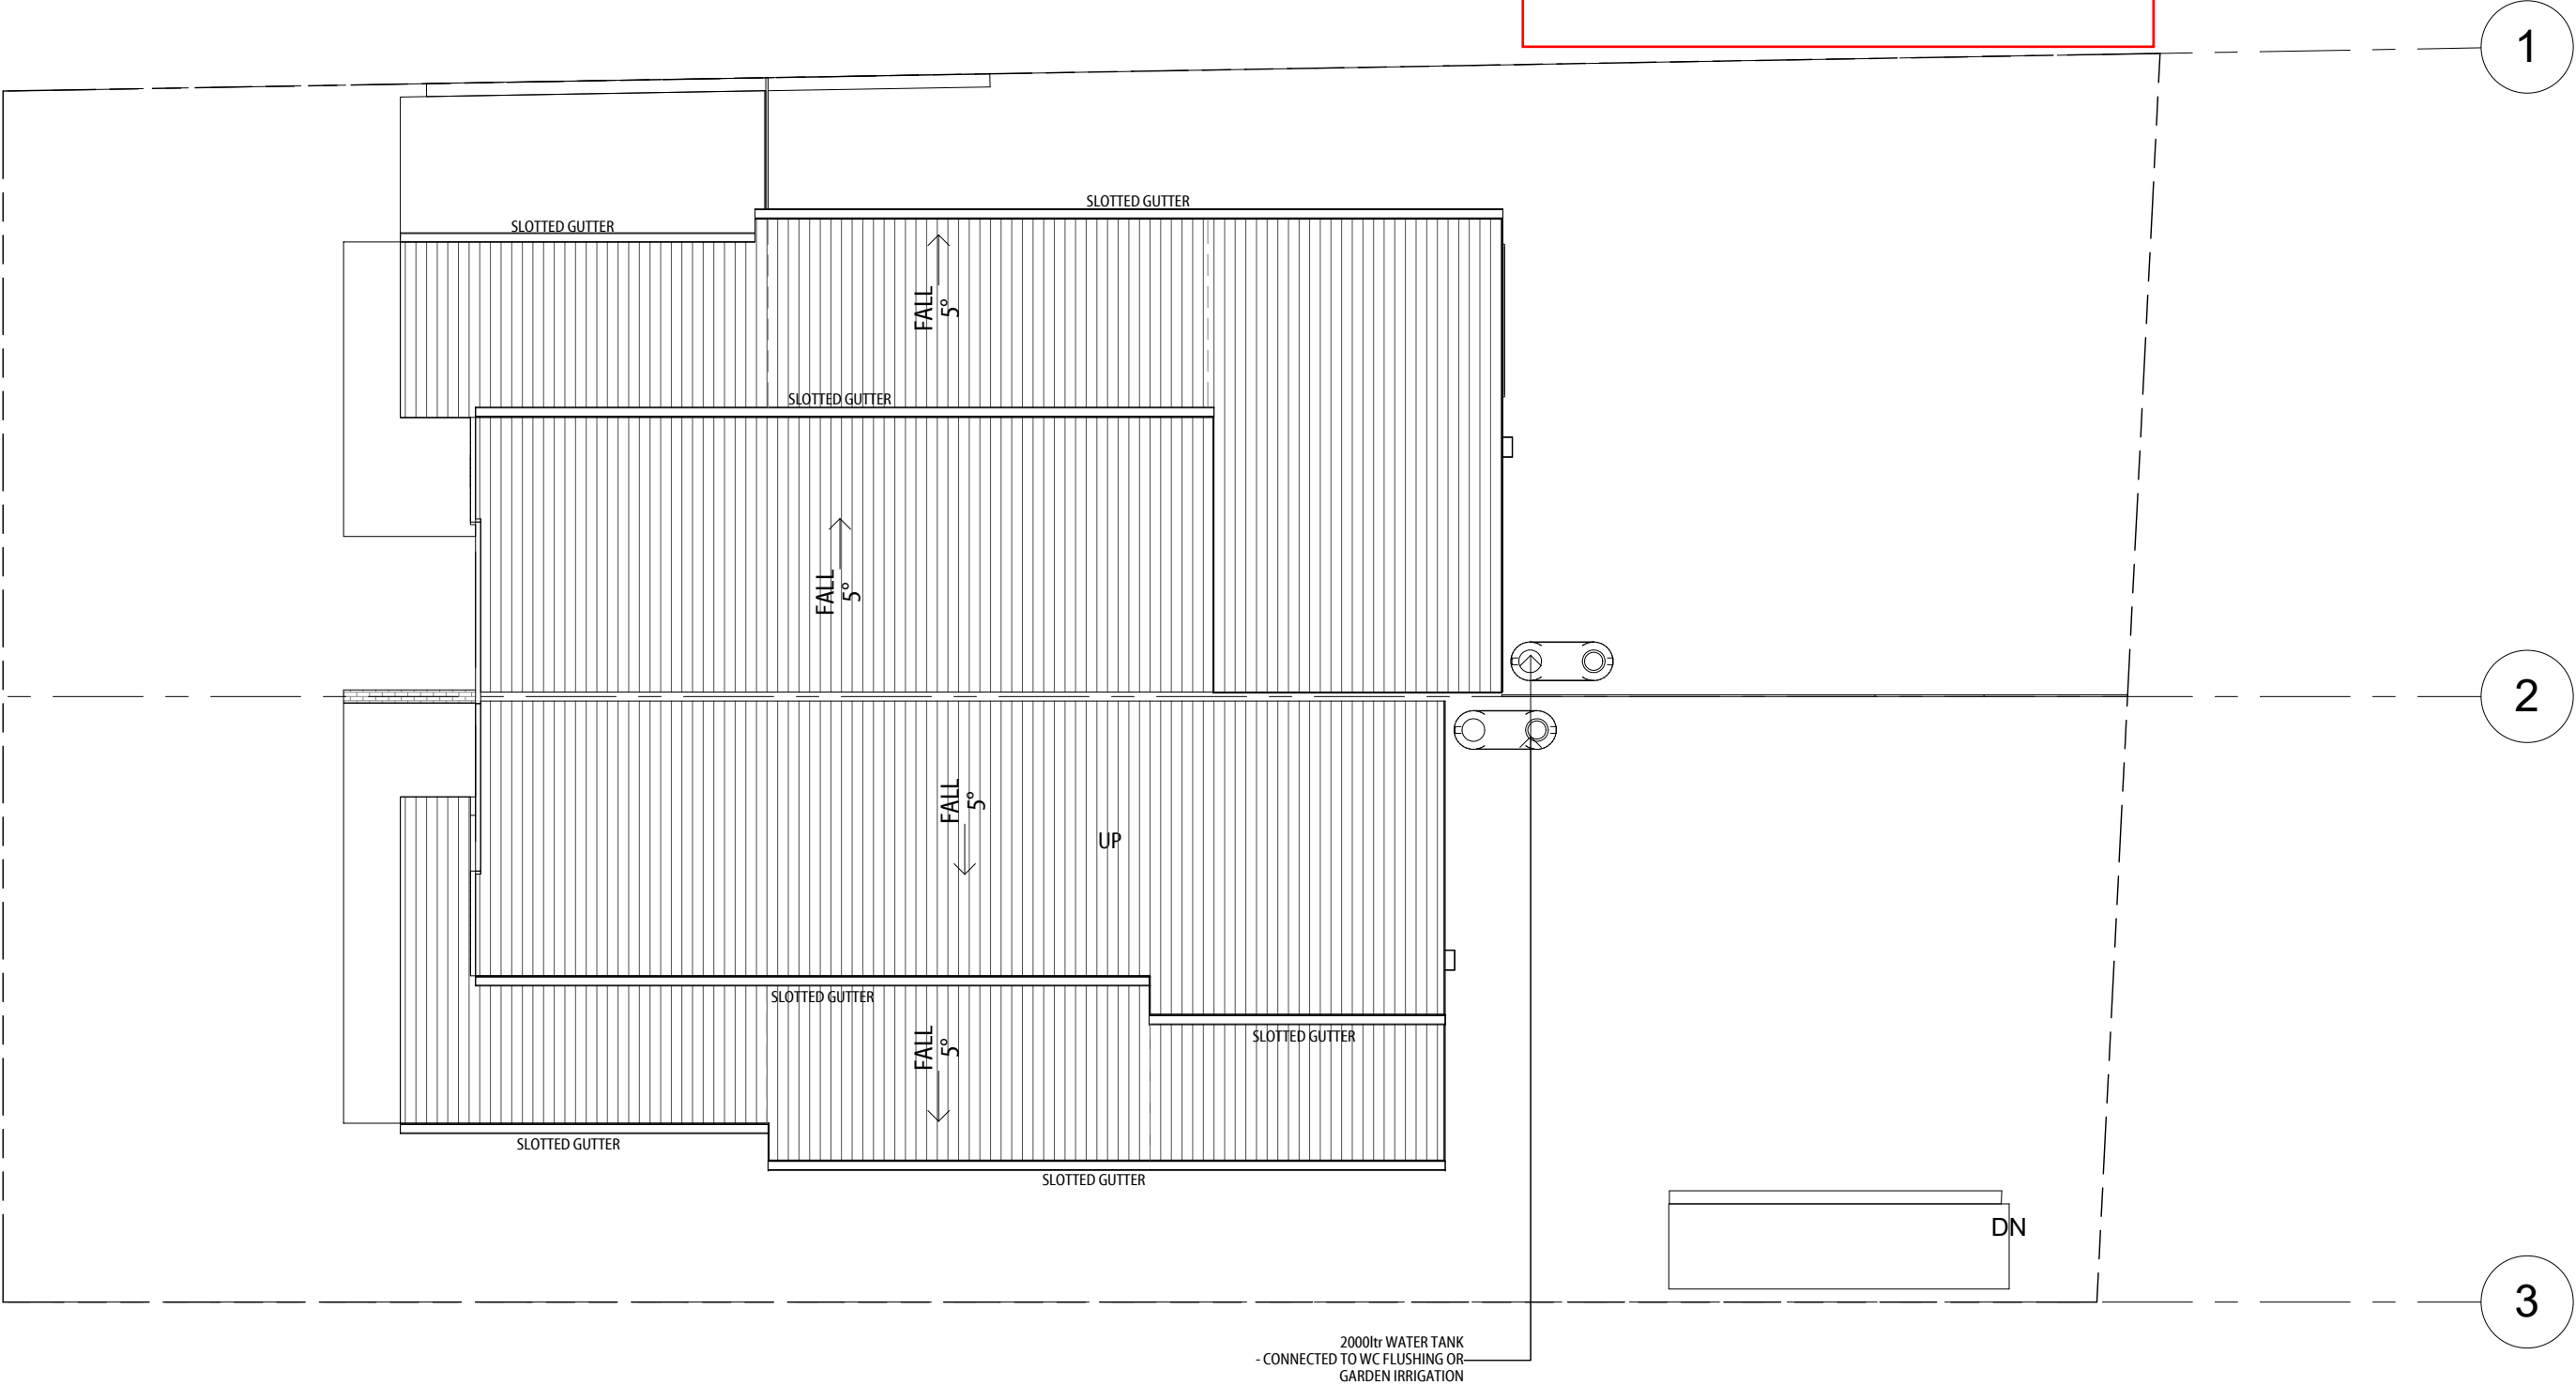 1
SLOTTED GUTTER
SLOTTED GUTTER
FALL
5°
SLOTTED GUTTER
FALL
5°
2
FALL
5°
UP
SLOTTED GUTTER
FALL
5°
SLOTTED GUTTER
SLOTTED GUTTER
SLOTTED GUTTER
DN
3
2000ltr WATER TANK
- CONNECTED TO WC FLUSHING OR
GARDEN IRRIGATION